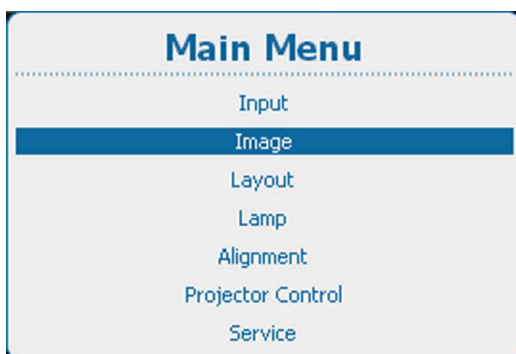 Main Menu
Input
Image
Layout
Lamp
Alignment
Projector Control
Service